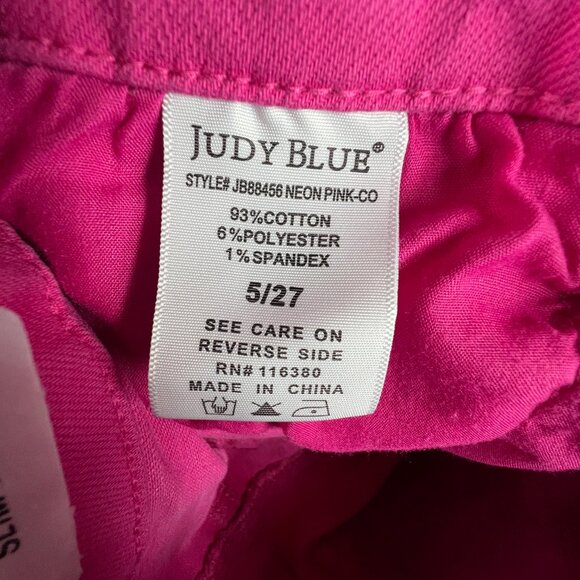 JUDY BLUE®
STYLE# JB88456 NEON PINK-CO
93%COTTON
6%POLYESTER
1%SPANDEX
5/27
SEE CARE ON
REVERSE SIDE
RN# 116380
MADE IN CHINA